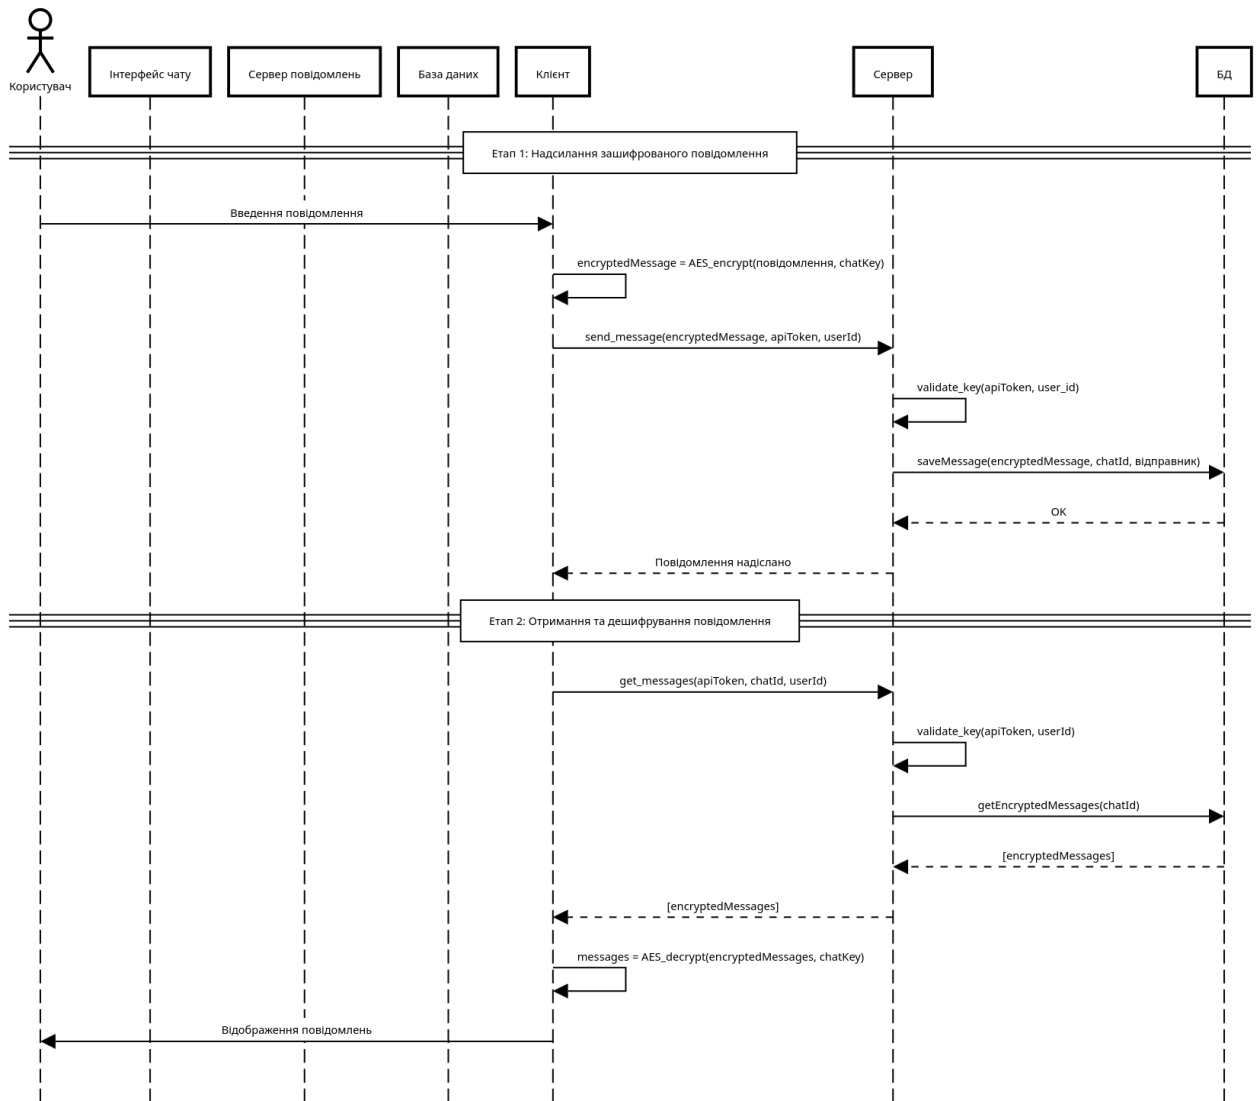 Користувач
Інтерфейс чату
Сервер повідомлень
База даних
Клієнт
Сервер
БД
Етап 1: Надсилання зашифрованого повідомлення
Введення повідомлення
encryptedMessage = AES_encrypt(повідомлення, chatKey)
send_message(encryptedMessage, apiToken, userId)
validate_key(apiToken, user_id)
saveMessage(encryptedMessage, chatId, відправник)
OK
Повідомлення надіслано
Етап 2: Отримання та дешифрування повідомлення
get_messages(apiToken, chatId, userId)
validate_key(apiToken, userId)
getEncryptedMessages(chatId)
[encryptedMessages]
[encryptedMessages]
messages = AES_decrypt(encryptedMessages, chatKey)
Відображення повідомлень